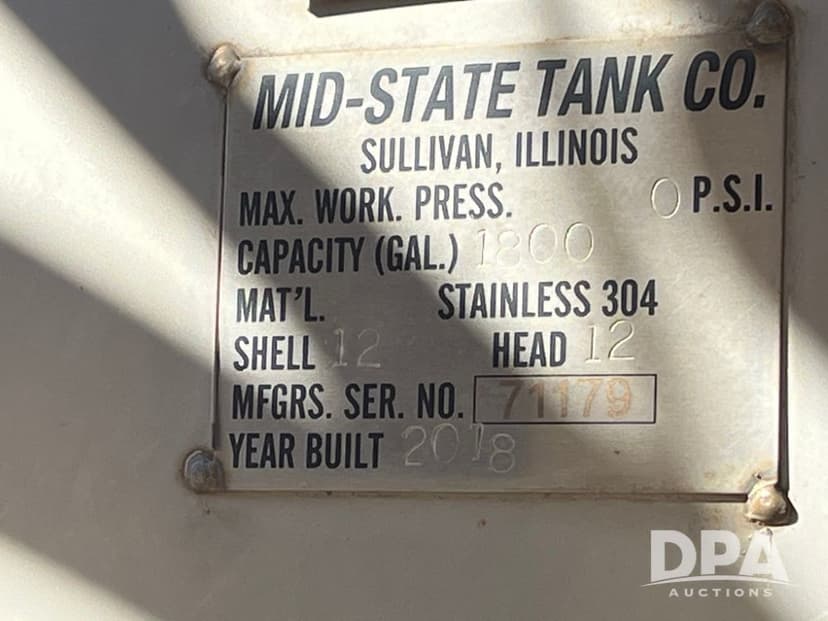 MID-STATE TANK CO.
SULLIVAN, ILLINOIS
MAX. WORK. PRESS. 0 P.S.I.
CAPACITY (GAL.) 1800
MAT'L. STAINLESS 304
SHELL 12 HEAD 12
MFGRS. SER. NO. 71179
YEAR BUILT 2018
DPA
AUCTIONS